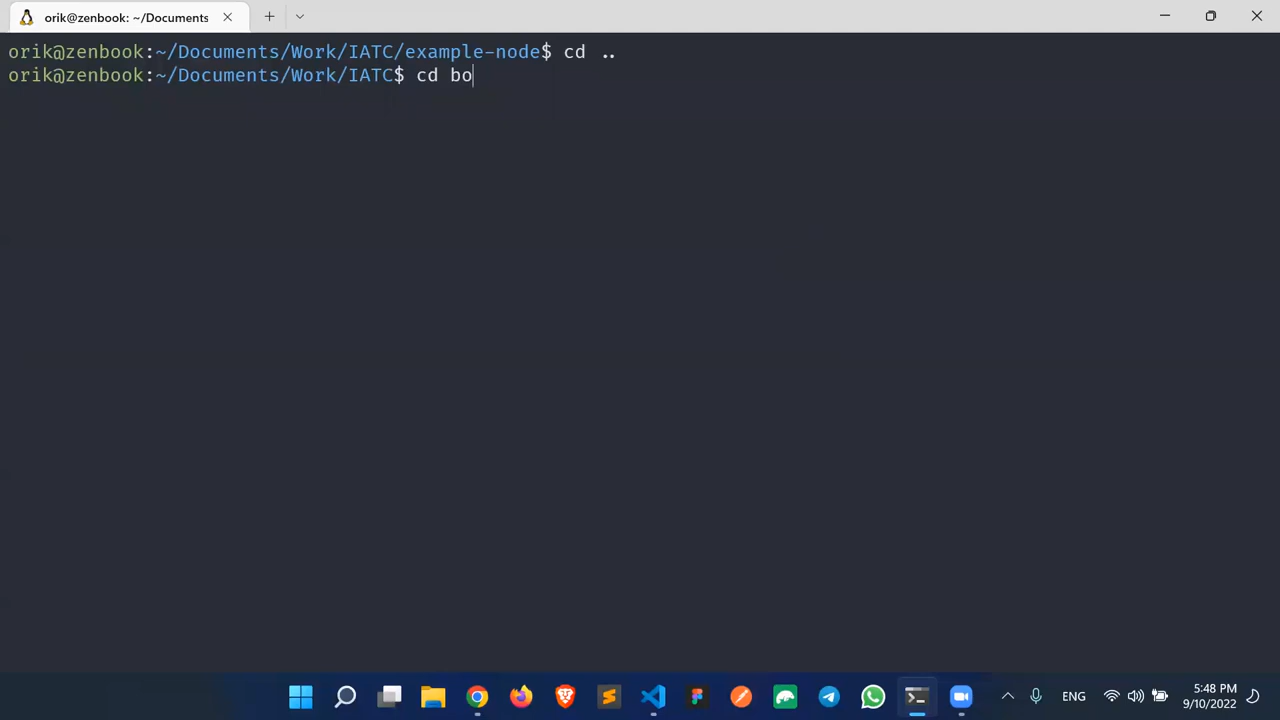 orik@zenbook: ~/Documents
orik@zenbook:~/Documents/Work/IATC/example-node$ cd ..
orik@zenbook:~/Documents/Work/IATC$ cd bo
ENG
5:48 PM
9/10/2022